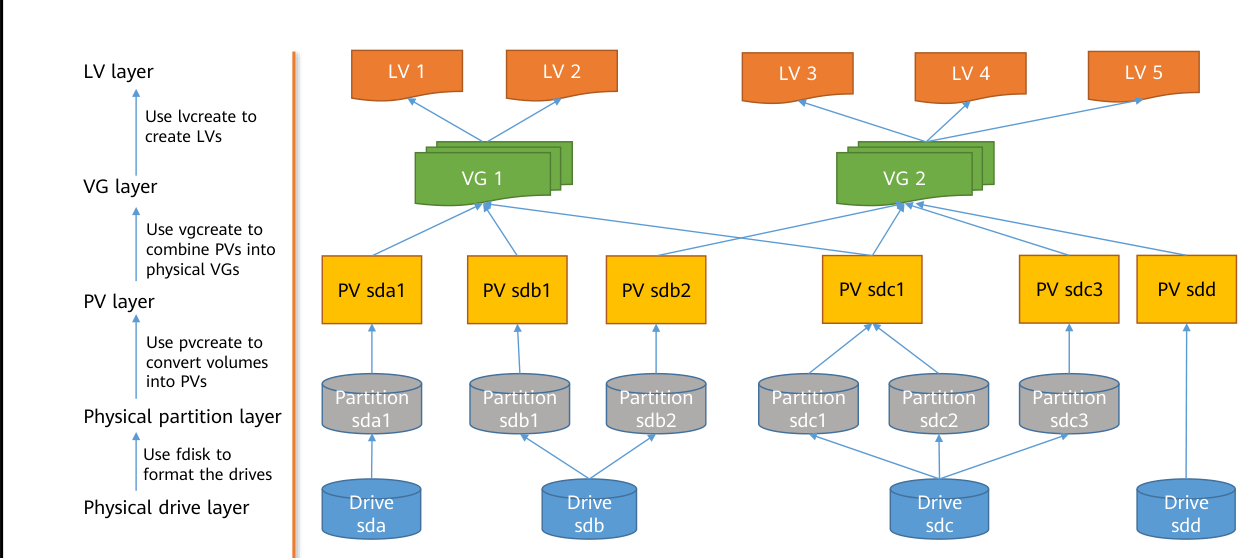 LV layer
LV 1
LV 2
LV 3
LV 4
LV 5
Use lvcreate to
create LVs
VG layer
VG 1
VG 2
Use vgcreate to
combine PVs into
physical VGs
PV layer
PV sda1
PV sdb1
PV sdb2
PV sdc1
PV sdc3
PV sdd
Use pvcreate to
convert volumes
into PVs
Physical partition layer
Partition
sda1
Partition
sdb1
Partition
sdb2
Partition
sdc1
Partition
sdc2
Partition
sdc3
Use fdisk to
format the drives
Physical drive layer
Drive
sda
Drive
sdb
Drive
sdc
Drive
sdd